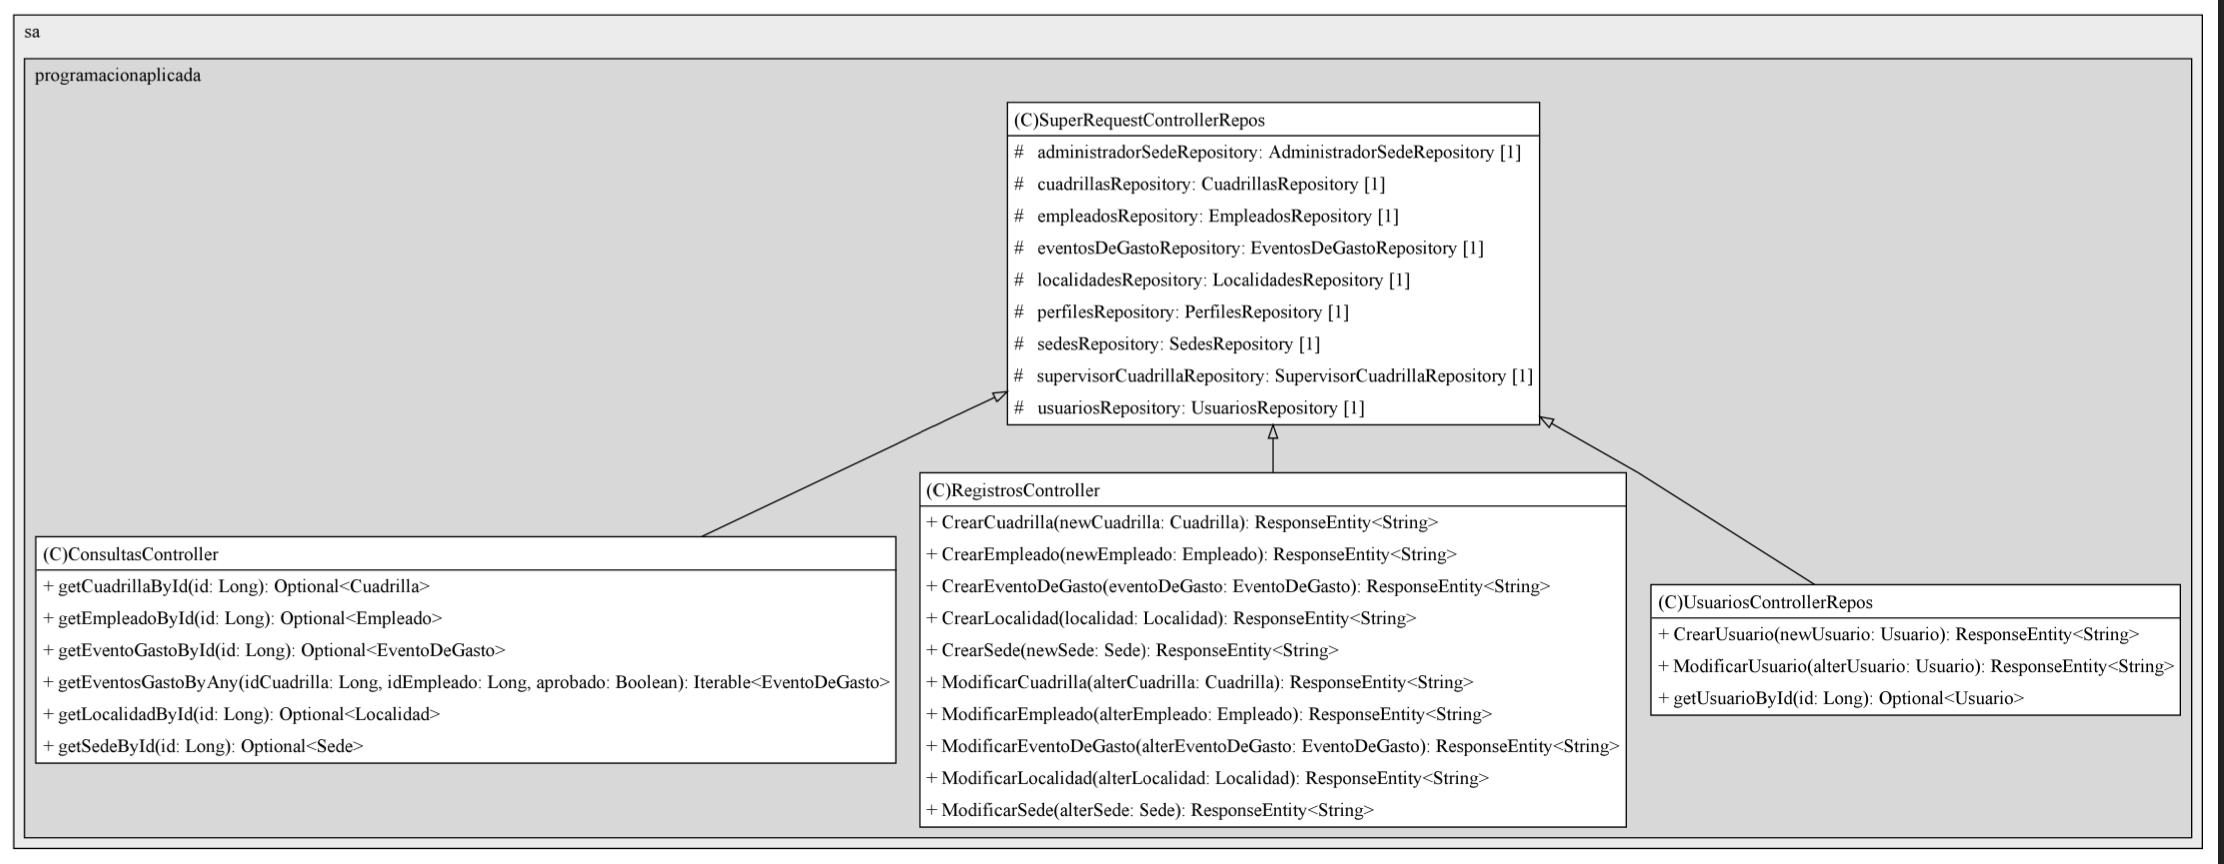 sa
programacionaplicada
(C)SuperRequestControllerRepos
# administradorSedeRepository: AdministradorSedeRepository [1]
# cuadrillasRepository: CuadrillasRepository [1]
# empleadosRepository: EmpleadosRepository [1]
# eventosDeGastoRepository: EventosDeGastoRepository [1]
# localidadesRepository: LocalidadesRepository [1]
# perfilesRepository: PerfilesRepository [1]
# sedesRepository: SedesRepository [1]
# supervisorCuadrillaRepository: SupervisorCuadrillaRepository [1]
# usuariosRepository: UsuariosRepository [1]
(C)ConsultasController
+ getCuadrillaById(id: Long): Optional<Cuadrilla>
+ getEmpleadoById(id: Long): Optional<Empleado>
+ getEventoGastoById(id: Long): Optional<EventoDeGasto>
+ getEventosGastoByAny(idCuadrilla: Long, idEmpleado: Long, aprobado: Boolean): Iterable<EventoDeGasto>
+ getLocalidadById(id: Long): Optional<Localidad>
+ getSedeById(id: Long): Optional<Sede>
(C)RegistrosController
+ CrearCuadrilla(newCuadrilla: Cuadrilla): ResponseEntity<String>
+ CrearEmpleado(newEmpleado: Empleado): ResponseEntity<String>
+ CrearEventoDeGasto(eventoDeGasto: EventoDeGasto): ResponseEntity<String>
+ CrearLocalidad(localidad: Localidad): ResponseEntity<String>
+ CrearSede(newSede: Sede): ResponseEntity<String>
+ ModificarCuadrilla(alterCuadrilla: Cuadrilla): ResponseEntity<String>
+ ModificarEmpleado(alterEmpleado: Empleado): ResponseEntity<String>
+ ModificarEventoDeGasto(alterEventoDeGasto: EventoDeGasto): ResponseEntity<String>
+ ModificarLocalidad(alterLocalidad: Localidad): ResponseEntity<String>
+ ModificarSede(alterSede: Sede): ResponseEntity<String>
(C)UsuariosControllerRepos
+ CrearUsuario(newUsuario: Usuario): ResponseEntity<String>
+ ModificarUsuario(alterUsuario: Usuario): ResponseEntity<String>
+ getUsuarioById(id: Long): Optional<Usuario>